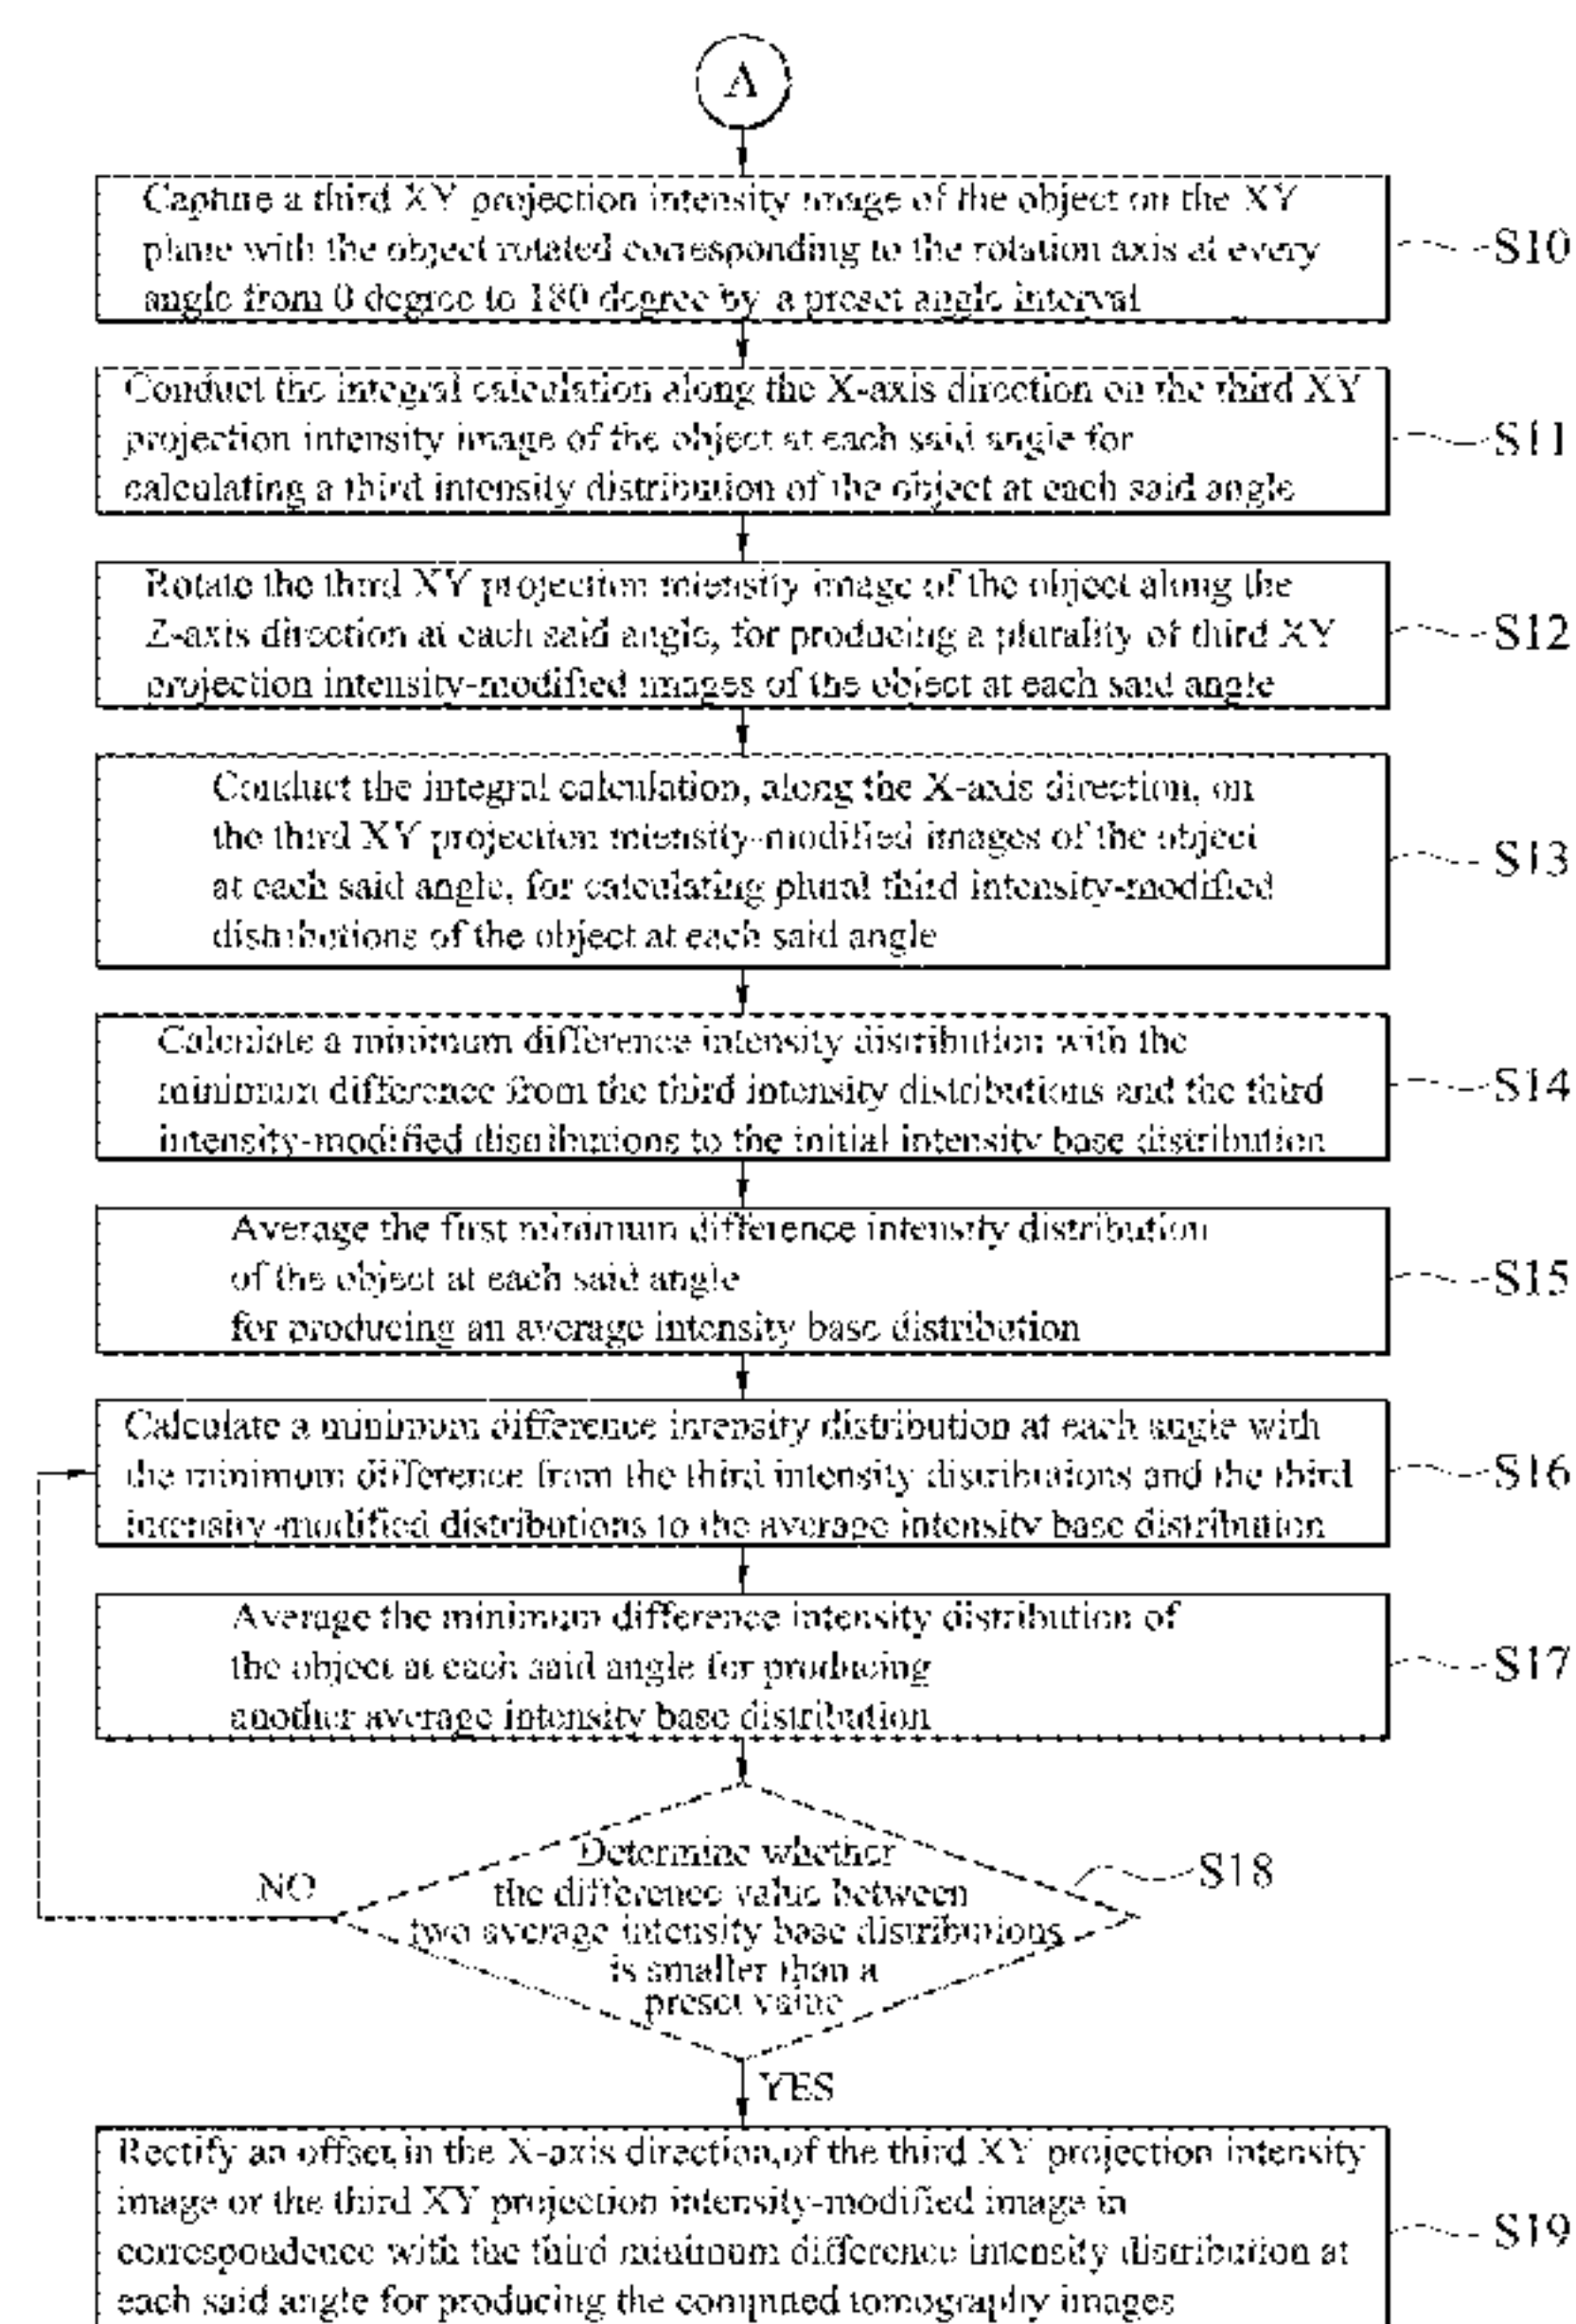 A
Capture a third XY projection intensity image of the object on the XY
plane with the object rotated corresponding to the rotation axis at every
angle from 0 degree to 180 degree by a preset angle interval
S10
Conduct the integral calculation along the X-axis direction on the third XY
projection intensity image of the object at each said angle for
calculating a third intensity distribution of the object at each said angle
S11
Rotate the third XY projection intensity image of the object along the
Z-axis direction at each said angle, for producing a plurality of third XY
projection intensity-modified images of the object at each said angle
S12
Conduct the integral calculation, along the X-axis direction, on
the third XY projection intensity-modified images of the object
at each said angle, for calculating plural third intensity-modified
distributions of the object at each said angle
S13
Calculate a minimum difference intensity distribution with the
minimum difference from the third intensity distributions and the third
intensity-modified distributions to the initial intensity base distribution
S14
Average the first minimum difference intensity distribution
of the object at each said angle
for producing an average intensity base distribution
S15
Calculate a minimum difference intensity distribution at each angle with
the minimum difference from the third intensity distributions and the third
intensity-modified distributions to the average intensity base distribution
S16
Average the minimum difference intensity distribution of
the object at each said angle for producing
another average intensity base distribution
S17
Determine whether
the difference value between
two average intensity base distributions
is smaller than a
preset value
S18
NO
YES
Rectify an offset,in the X-axis direction,of the third XY projection intensity
image or the third XY projection intensity-modified image in
correspondence with the third minimum difference intensity distribution at
each said angle for producing the computed tomography images
S19